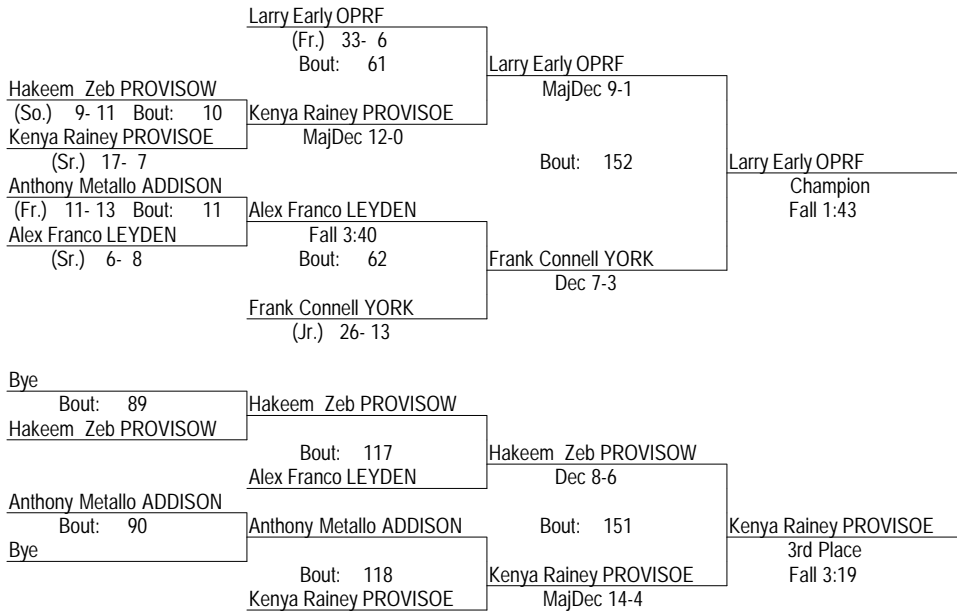 Larry Early OPRF
(Fr.) 33- 6
Bout: 61
Larry Early OPRF
MajDec 9-1
Hakeem Zeb PROVISOW
(So.) 9- 11 Bout: 10
Kenya Rainey PROVISOE
Kenya Rainey PROVISOE
MajDec 12-0
(Sr.) 17- 7
Bout: 152
Larry Early OPRF
Champion
Fall 1:43
Anthony Metallo ADDISON
(Fr.) 11- 13 Bout: 11
Alex Franco LEYDEN
Alex Franco LEYDEN
Fall 3:40
(Sr.) 6- 8
Bout: 62
Frank Connell YORK
Dec 7-3
Frank Connell YORK
(Jr.) 26- 13
Bye
Bout: 89
Hakeem Zeb PROVISOW
Hakeem Zeb PROVISOW
Bout: 117
Hakeem Zeb PROVISOW
Dec 8-6
Alex Franco LEYDEN
Anthony Metallo ADDISON
Bout: 90
Anthony Metallo ADDISON
Bout: 151
Kenya Rainey PROVISOE
3rd Place
Fall 3:19
Bye
Bout: 118
Kenya Rainey PROVISOE
MajDec 14-4
Kenya Rainey PROVISOE